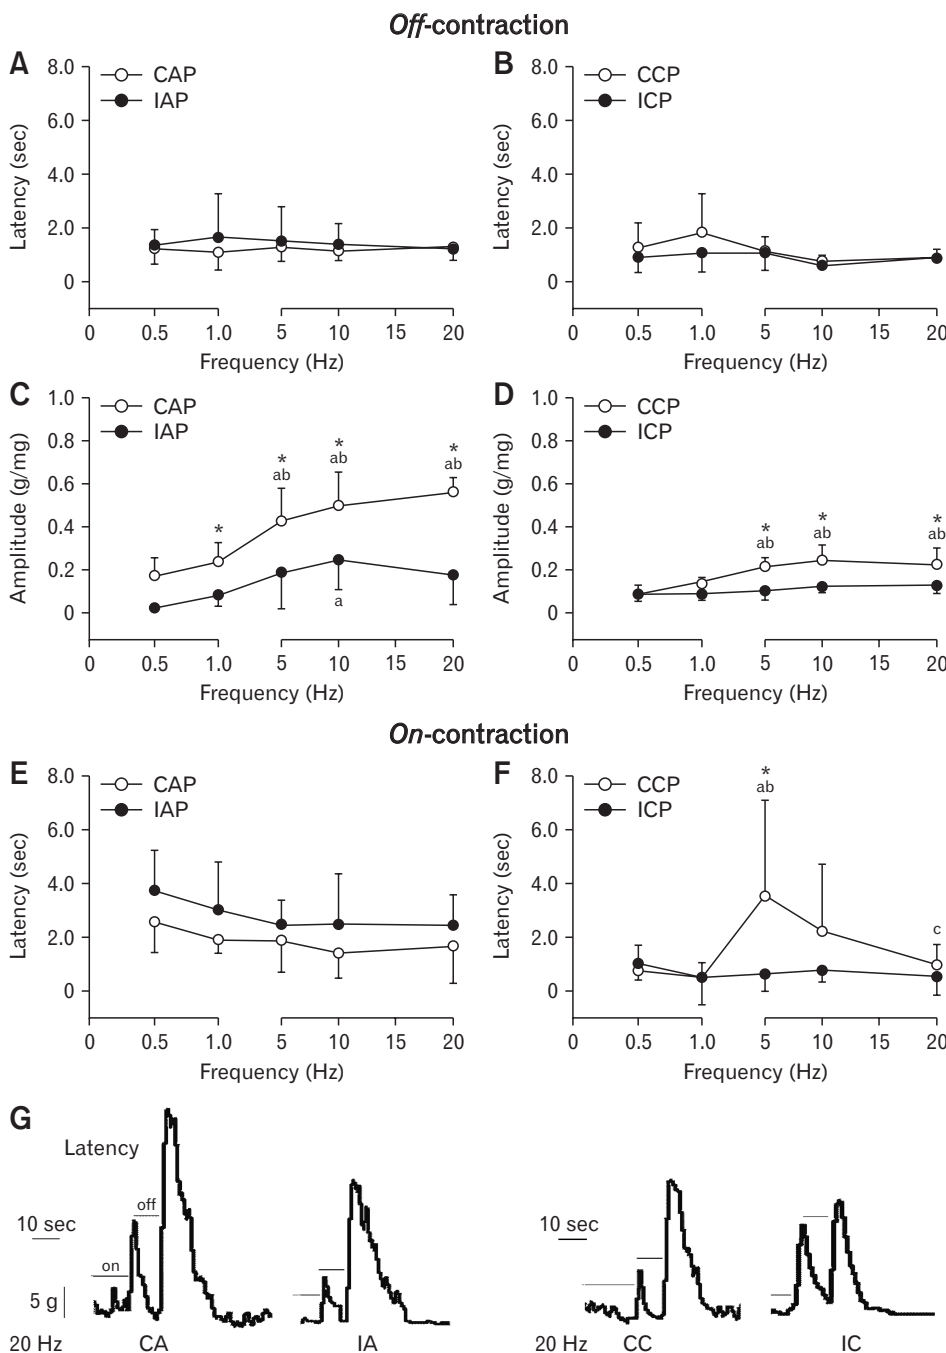 Off-contraction
A
8.0
6.0
4.0
2.0
0
Latency (sec)
CAP
IAP
0 0.5 1.0 5 10 15 20
Frequency (Hz)
B
8.0
6.0
4.0
2.0
0
Latency (sec)
CCP
ICP
0 0.5 1.0 5 10 15 20
Frequency (Hz)
C
1.0
0.8
0.6
0.4
0.2
0
Amplitude (g/mg)
CAP
IAP
*
* ab
* ab
* ab
a
0 0.5 1.0 5 10 15 20
Frequency (Hz)
D
1.0
0.8
0.6
0.4
0.2
0
Amplitude (g/mg)
CCP
ICP
* ab
* ab
* ab
0 0.5 1.0 5 10 15 20
Frequency (Hz)
On-contraction
E
8.0
6.0
4.0
2.0
0
Latency (sec)
CAP
IAP
0 0.5 1.0 5 10 15 20
Frequency (Hz)
F
8.0
6.0
4.0
2.0
0
Latency (sec)
CCP
ICP
* ab
c
0 0.5 1.0 5 10 15 20
Frequency (Hz)
G
Latency
off
10 sec
on
5 g
20 Hz CA IA
10 sec
20 Hz CC IC